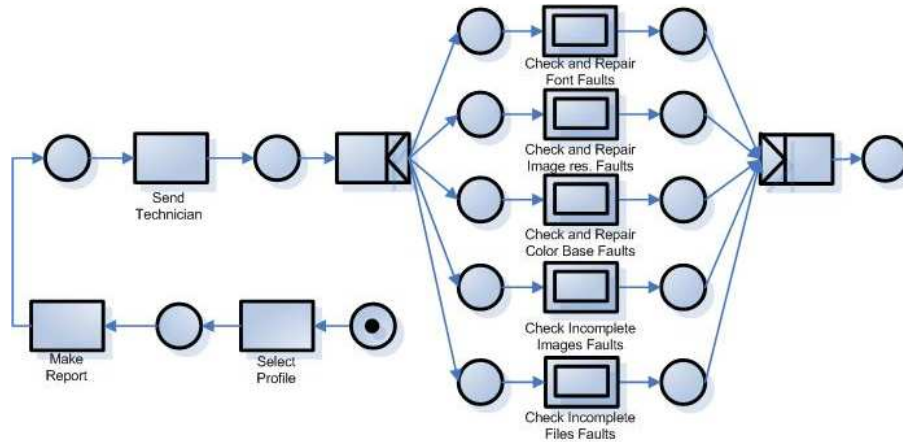 Check and Repair
Font Faults
Check and Repair
Image res. Faults
Send
Technician
Check and Repair
Color Base Faults
Check Incomplete
Images Faults
Make
Report
Select
Profile
Check Incomplete
Files Faults